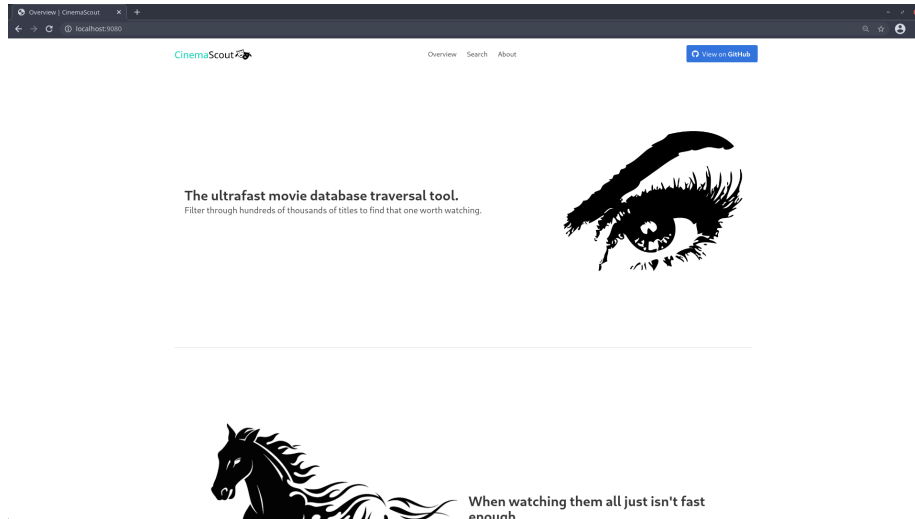 Overview | CinemaScout
localhost:9080
CinemaScout
Overview Search About
View on GitHub
The ultrafast movie database traversal tool.
Filter through hundreds of thousands of titles to find that one worth watching.
When watching them all just isn't fast
enough